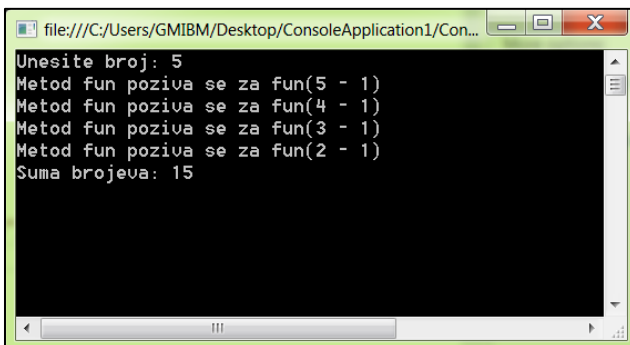 file:///C:/Users/GMIBM/Desktop/ConsoleApplication1/Con...
Unesite broj: 5
Metod fun poziva se za fun(5 - 1)
Metod fun poziva se za fun(4 - 1)
Metod fun poziva se za fun(3 - 1)
Metod fun poziva se za fun(2 - 1)
Suma brojeva: 15